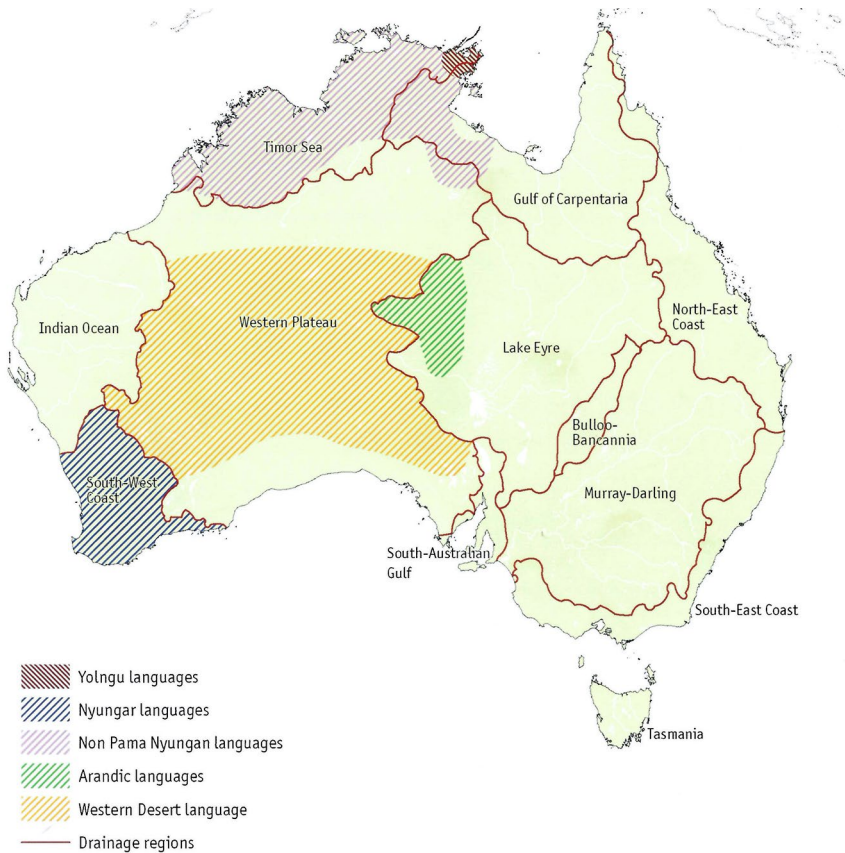 Timor Sea
Gulf of Carpentaria
North-East
Coast
Indian Ocean
Western Plateau
Lake Eyre
Bulloo-
Bancannia
South-West
Coast
Murray-Darling
South-Australian
Gulf
South-East Coast
Tasmania
Yolngu languages
Nyungar languages
Non Pama Nyungan languages
Arandic languages
Western Desert language
Drainage regions